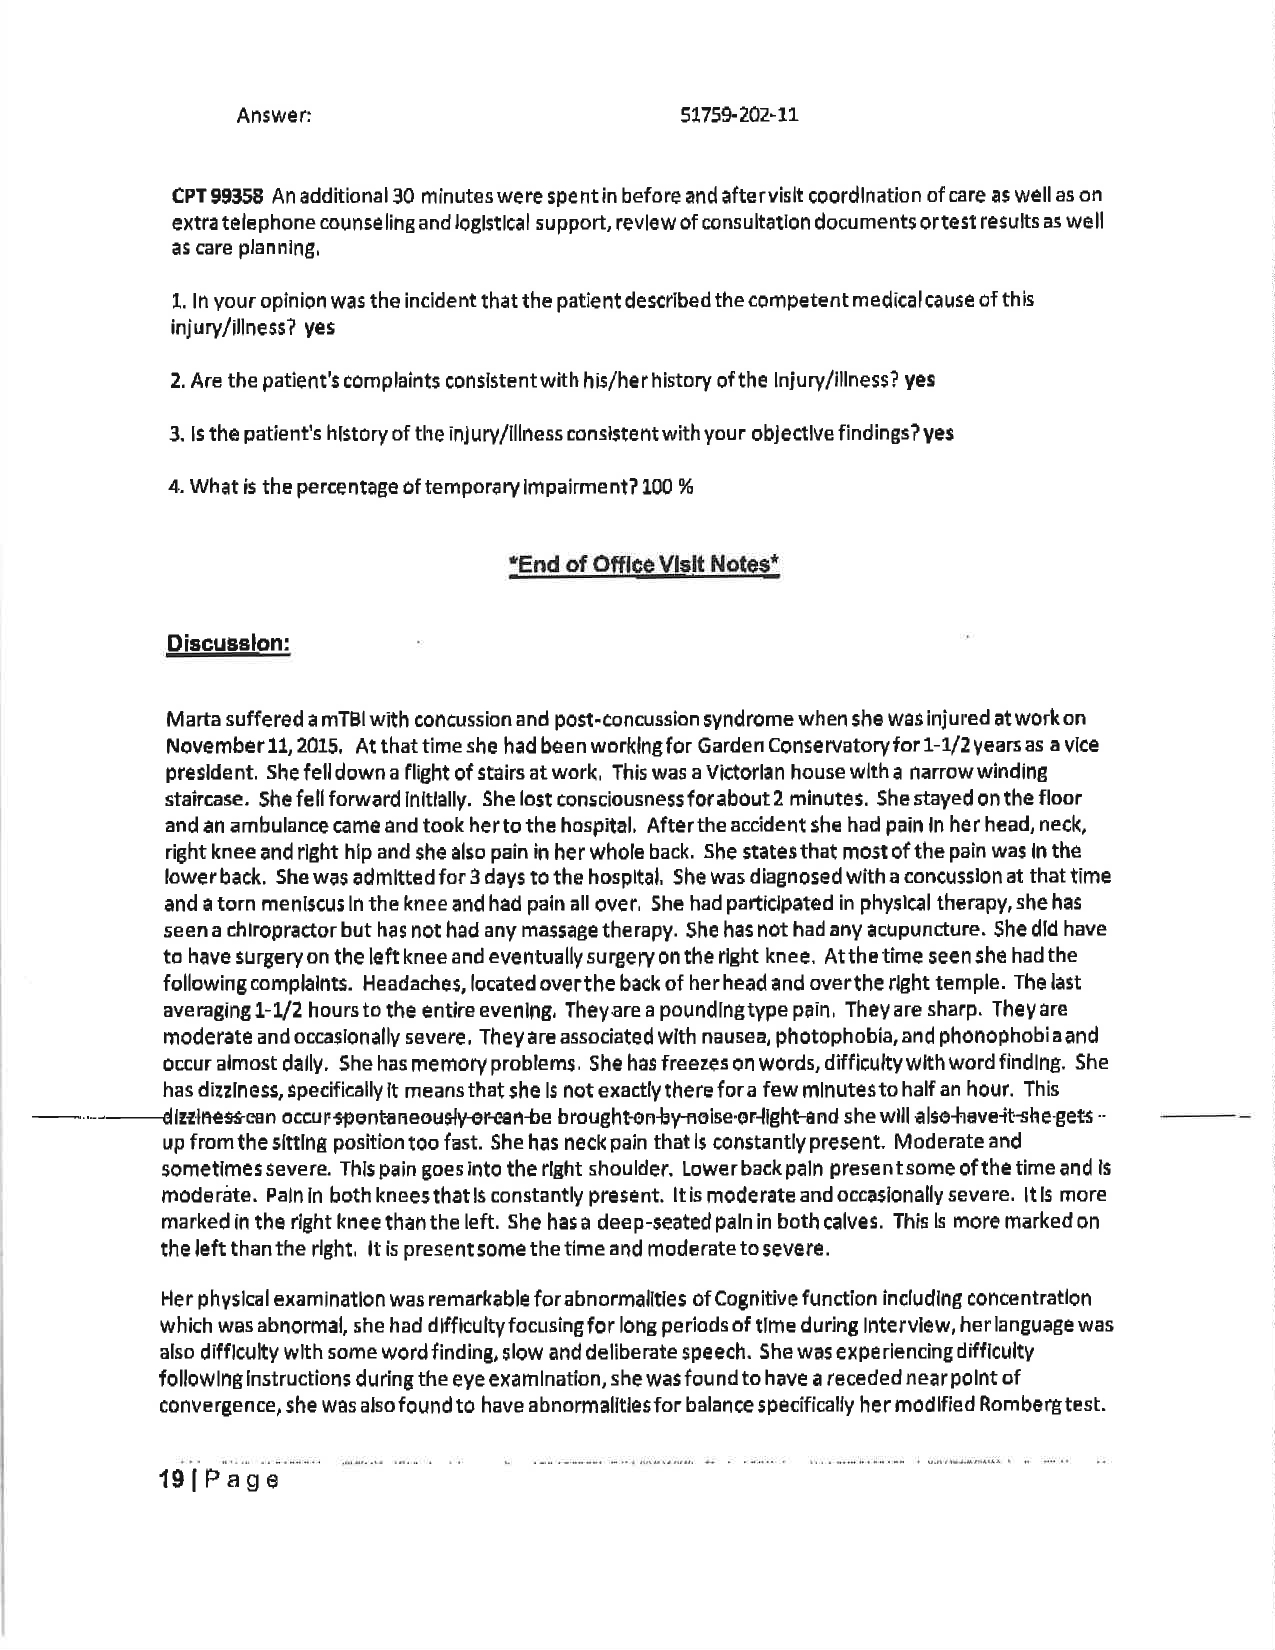 Answer: 51759-202-11
CPT 99358 An additional 30 minutes were spent in before and after visit coordination of care as well as on
extra telephone counseling and logistical support, review of consultation documents or test results as well
as care planning.
1. In your opinion was the incident that the patient described the competent medical cause of this
injury/illness? yes
2. Are the patient's complaints consistent with his/her history of the injury/illness? yes
3. Is the patient's history of the injury/illness consistent with your objective findings? yes
4. What is the percentage of temporary impairment? 100 %
*End of Office Visit Notes*
Discussion:
Marta suffered a mTBI with concussion and post-concussion syndrome when she was injured at work on
November 11, 2015. At that time she had been working for Garden Conservatory for 1-1/2 years as a vice
president. She fell down a flight of stairs at work. This was a Victorian house with a narrow winding
staircase. She fell forward initially. She lost consciousness for about 2 minutes. She stayed on the floor
and an ambulance came and took her to the hospital. After the accident she had pain in her head, neck,
right knee and right hip and she also pain in her whole back. She states that most of the pain was in the
lower back. She was admitted for 3 days to the hospital. She was diagnosed with a concussion at that time
and a torn meniscus in the knee and had pain all over. She had participated in physical therapy, she has
seen a chiropractor but has not had any massage therapy. She has not had any acupuncture. She did have
to have surgery on the left knee and eventually surgery on the right knee. At the time seen she had the
following complaints. Headaches, located over the back of her head and over the right temple. The last
averaging 1-1/2 hours to the entire evening. They are a pounding type pain. They are sharp. They are
moderate and occasionally severe. They are associated with nausea, photophobia, and phonophobia and
occur almost daily. She has memory problems. She has freezes on words, difficulty with word finding. She
has dizziness, specifically it means that she is not exactly there for a few minutes to half an hour. This
dizziness can occur spontaneously or can be brought on by noise or light and she will also have it she gets
up from the sitting position too fast. She has neck pain that is constantly present. Moderate and
sometimes severe. This pain goes into the right shoulder. Lower back pain present some of the time and is
moderate. Pain in both knees that is constantly present. It is moderate and occasionally severe. It is more
marked in the right knee than the left. She has a deep-seated pain in both calves. This is more marked on
the left than the right. It is present some the time and moderate to severe.
Her physical examination was remarkable for abnormalities of Cognitive function including concentration
which was abnormal, she had difficulty focusing for long periods of time during interview, her language was
also difficulty with some word finding, slow and deliberate speech. She was experiencing difficulty
following instructions during the eye examination, she was found to have a receded near point of
convergence, she was also found to have abnormalities for balance specifically her modified Romberg test.
19 | P a g e